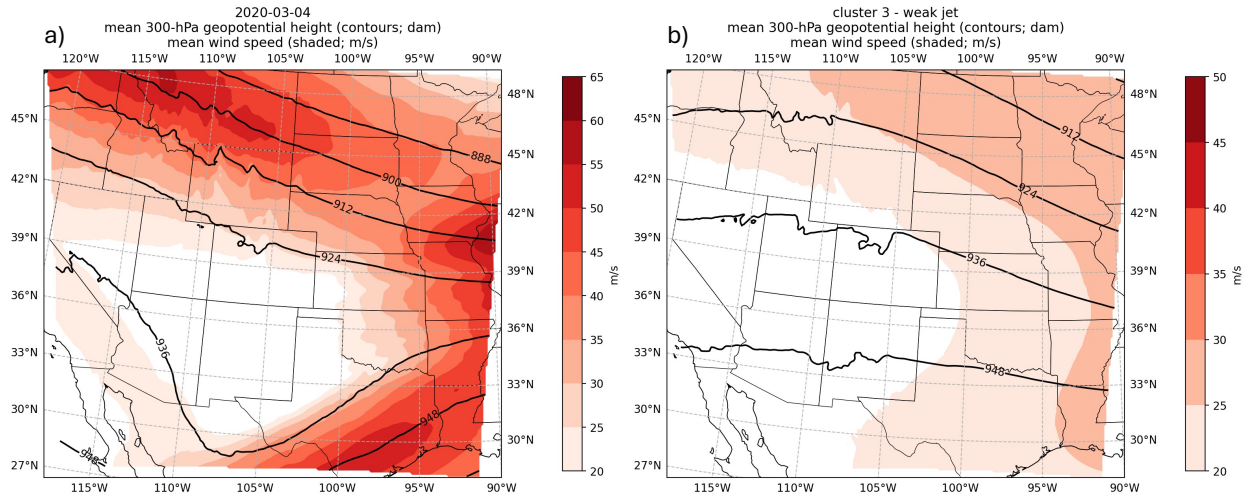 a)
2020-03-04
mean 300-hPa geopotential height (contours; dam)
mean wind speed (shaded; m/s)
120°W 115°W 110°W 105°W 100°W 95°W 90°W
48°N
45°N
45°N
42°N
42°N
39°N
39°N
36°N
36°N
33°N
33°N
30°N
30°N
27°N
115°W 110°W 105°W 100°W 95°W 90°W
888
900
912
924
936
948
948
65
60
55
50
45
40
35
30
25
20
m/s
b)
cluster 3 - weak jet
mean 300-hPa geopotential height (contours; dam)
mean wind speed (shaded; m/s)
120°W 115°W 110°W 105°W 100°W 95°W 90°W
48°N
45°N
45°N
42°N
42°N
39°N
39°N
36°N
36°N
33°N
33°N
30°N
30°N
27°N
115°W 110°W 105°W 100°W 95°W 90°W
912
924
936
948
50
45
40
35
30
25
20
m/s